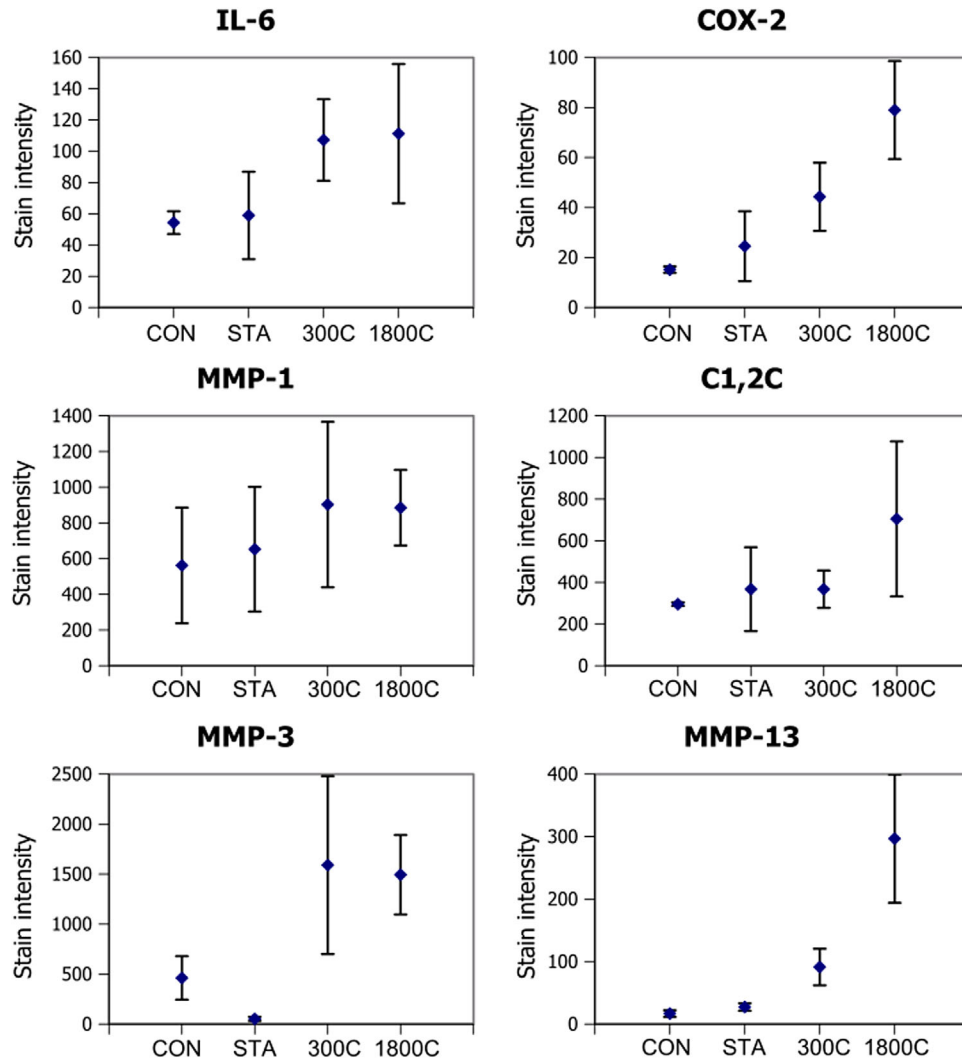 IL-6
Stain intensity
160
140
120
100
80
60
40
20
0
CON STA 300C 1800C
COX-2
Stain intensity
100
80
60
40
20
0
CON STA 300C 1800C
MMP-1
Stain intensity
1400
1200
1000
800
600
400
200
0
CON STA 300C 1800C
C1,2C
Stain intensity
1200
1000
800
600
400
200
0
CON STA 300C 1800C
MMP-3
Stain intensity
2500
2000
1500
1000
500
0
CON STA 300C 1800C
MMP-13
Stain intensity
400
300
200
100
0
CON STA 300C 1800C